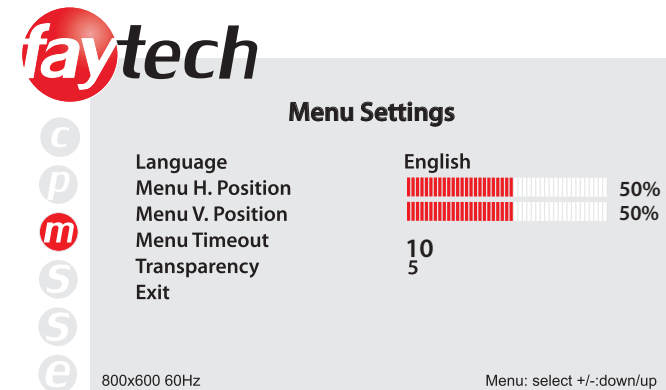 faytech
Menu Settings
c
p
m
s
s
e
Language English
Menu H. Position 50%
Menu V. Position 50%
Menu Timeout 10
Transparency 5
Exit
800x600 60Hz Menu: select +/-:down/up